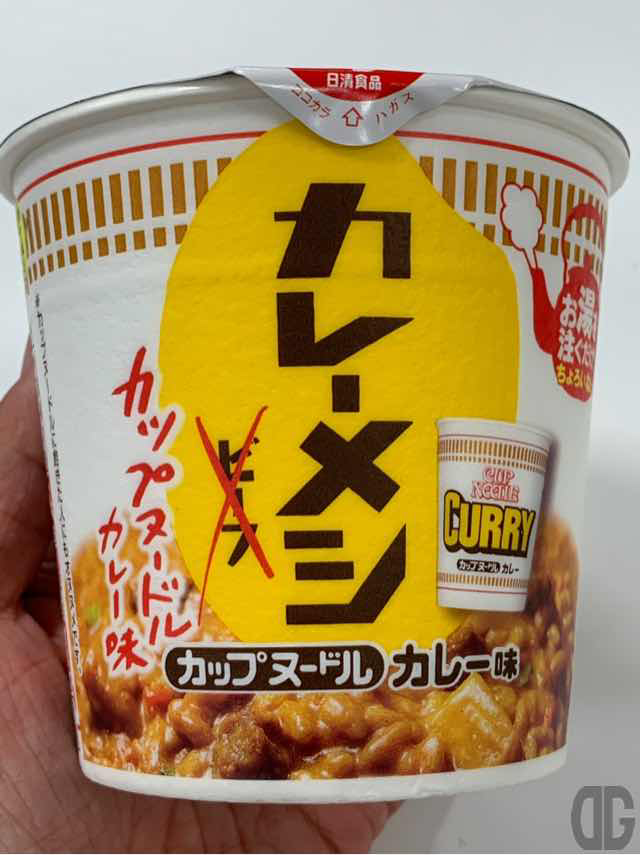 日清食品
ココカラ
ハガス
カレーメシ
ビーフ
カップヌードル
カレー味
お湯を
注ぐだけ
CUP
NOODLE
CURRY
カップヌードル カレー
カップヌードル カレー味
DG